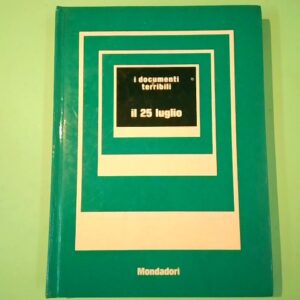 i documenti
terribili
il 25 luglio
Mondadori